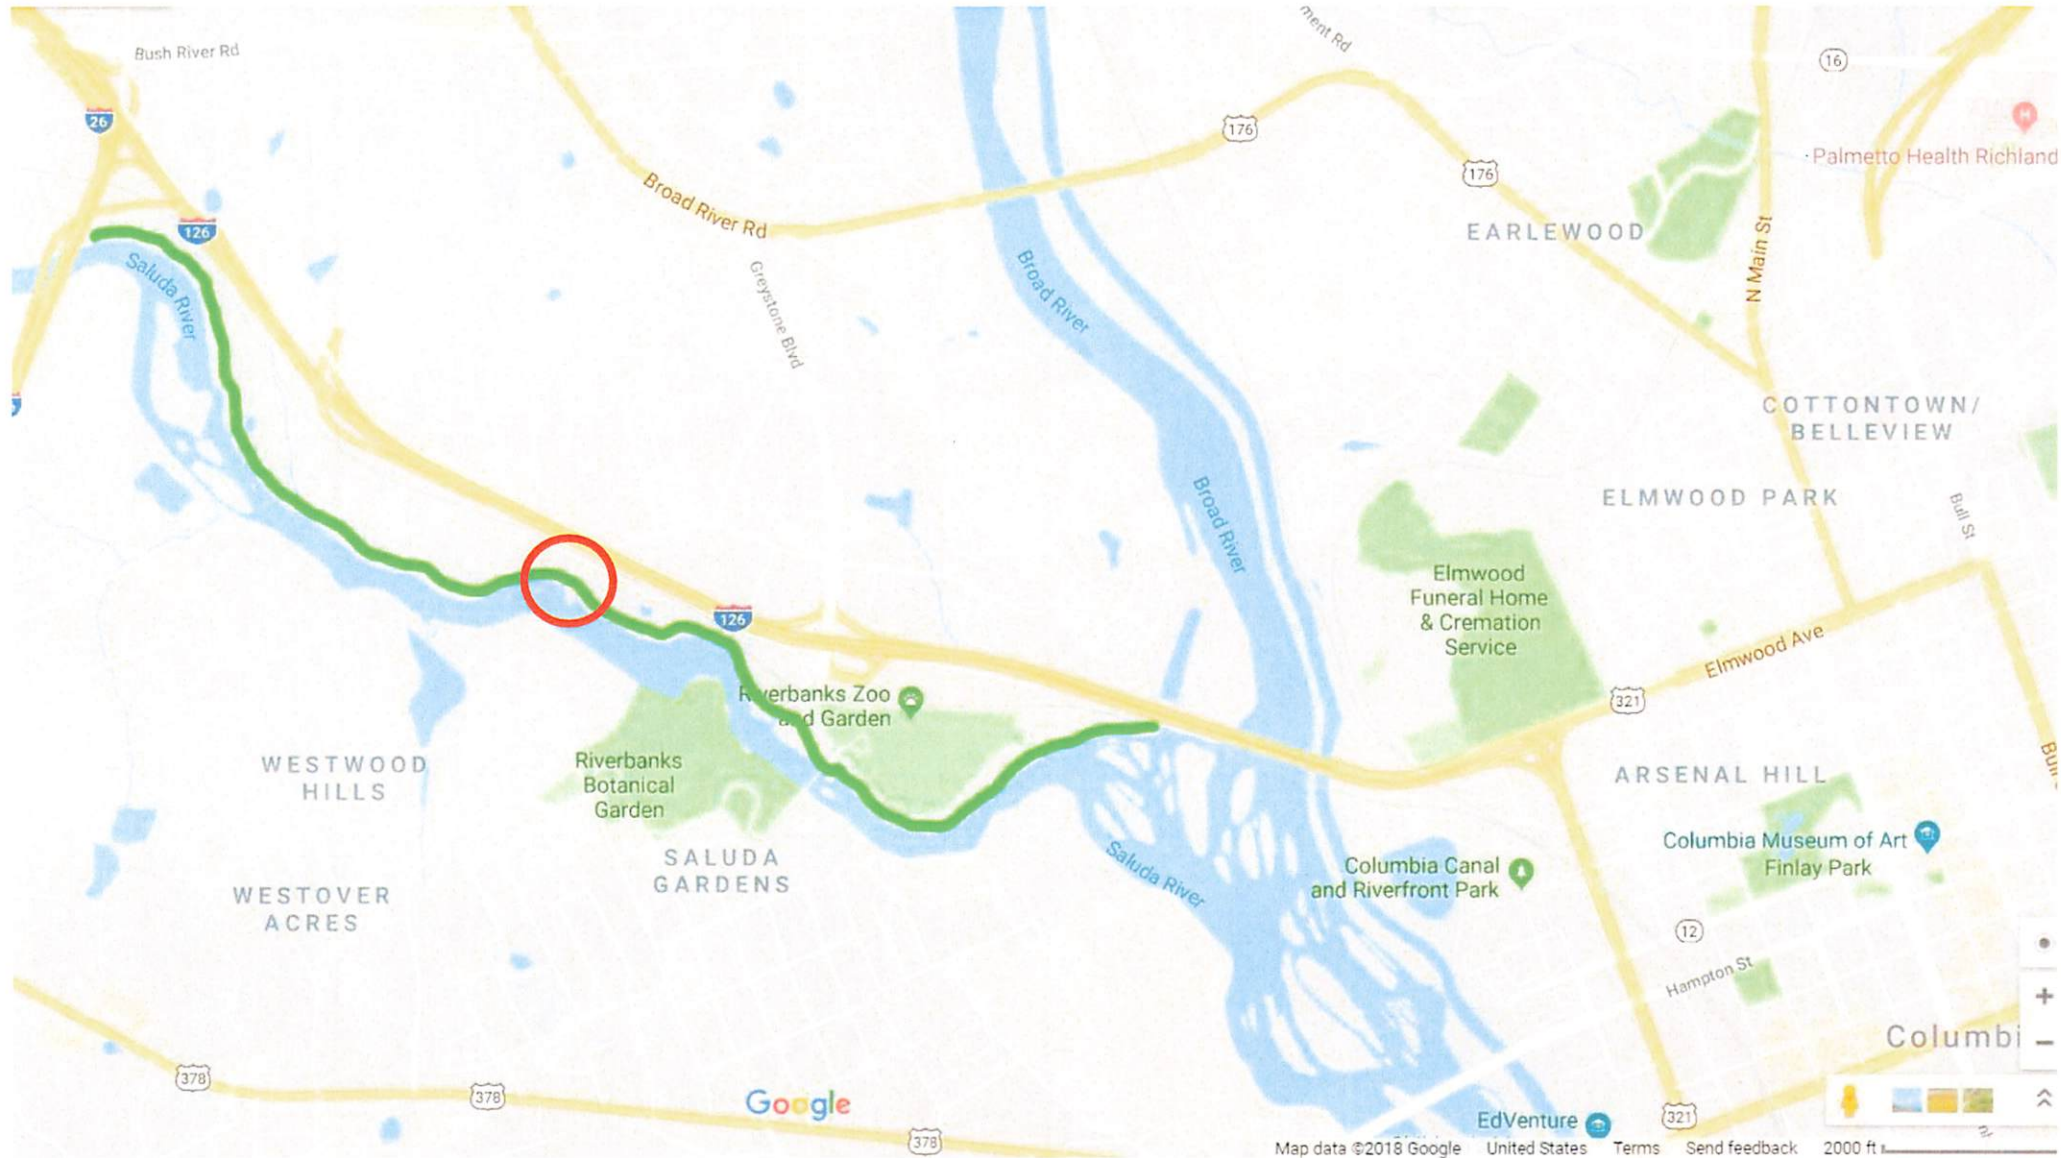 Bush River Rd
ment Rd
16
26
176
Palmetto Health Richland
176
Broad River Rd
126
EARLEWOOD
N Main St
Saluda River
Broad River
Greystone Blvd
COTTONTOWN/
BELLEVIEW
ELMWOOD PARK
Bull St
Broad River
Elmwood
Funeral Home
& Cremation
Service
126
Elmwood Ave
321
Riverbanks Zoo
and Garden
Riverbanks
Botanical
Garden
WESTWOOD
HILLS
ARSENAL HILL
Columbia Museum of Art
Finlay Park
SALUDA
GARDENS
Saluda River
Columbia Canal
and Riverfront Park
WESTOVER
ACRES
12
Hampton St
Columbi
378
378
Google
378
EdVenture
321
Map data ©2018 Google United States Terms Send feedback 2000 ft